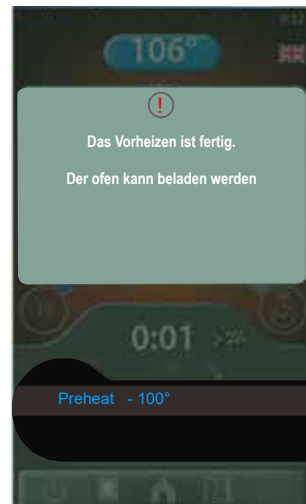 106°
!
Das Vorheizen ist fertig.
Der ofen kann beladen werden
0:01
Preheat - 100°